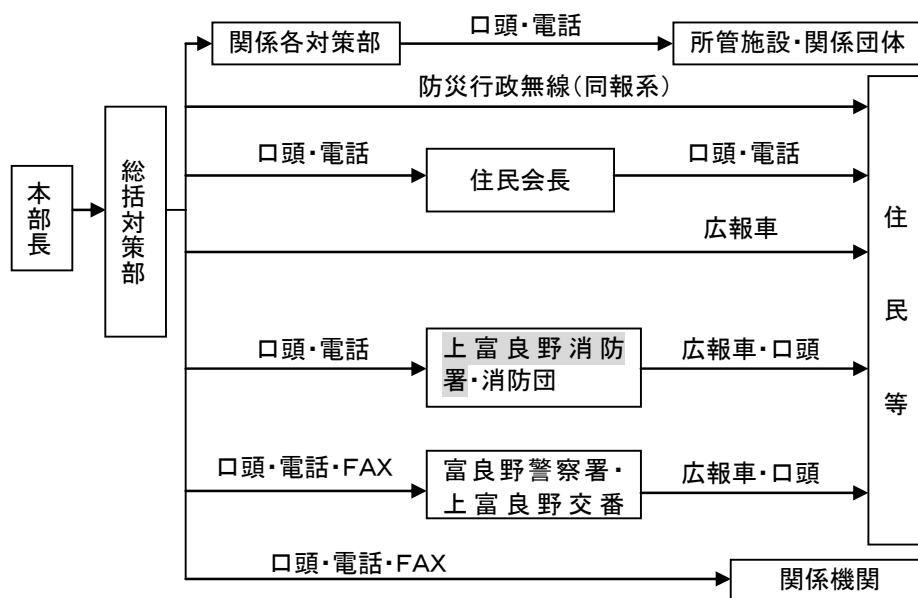 口頭・電話
関係各対策部
所管施設・関係団体
防災行政無線（同報系）
口頭・電話
口頭・電話
住民会長
総括対策部
本部長
広報車
住民等
口頭・電話
上富良野消防
署・消防団
広報車・口頭
口頭・電話・FAX
富良野警察署・
上富良野交番
広報車・口頭
口頭・電話・FAX
関係機関